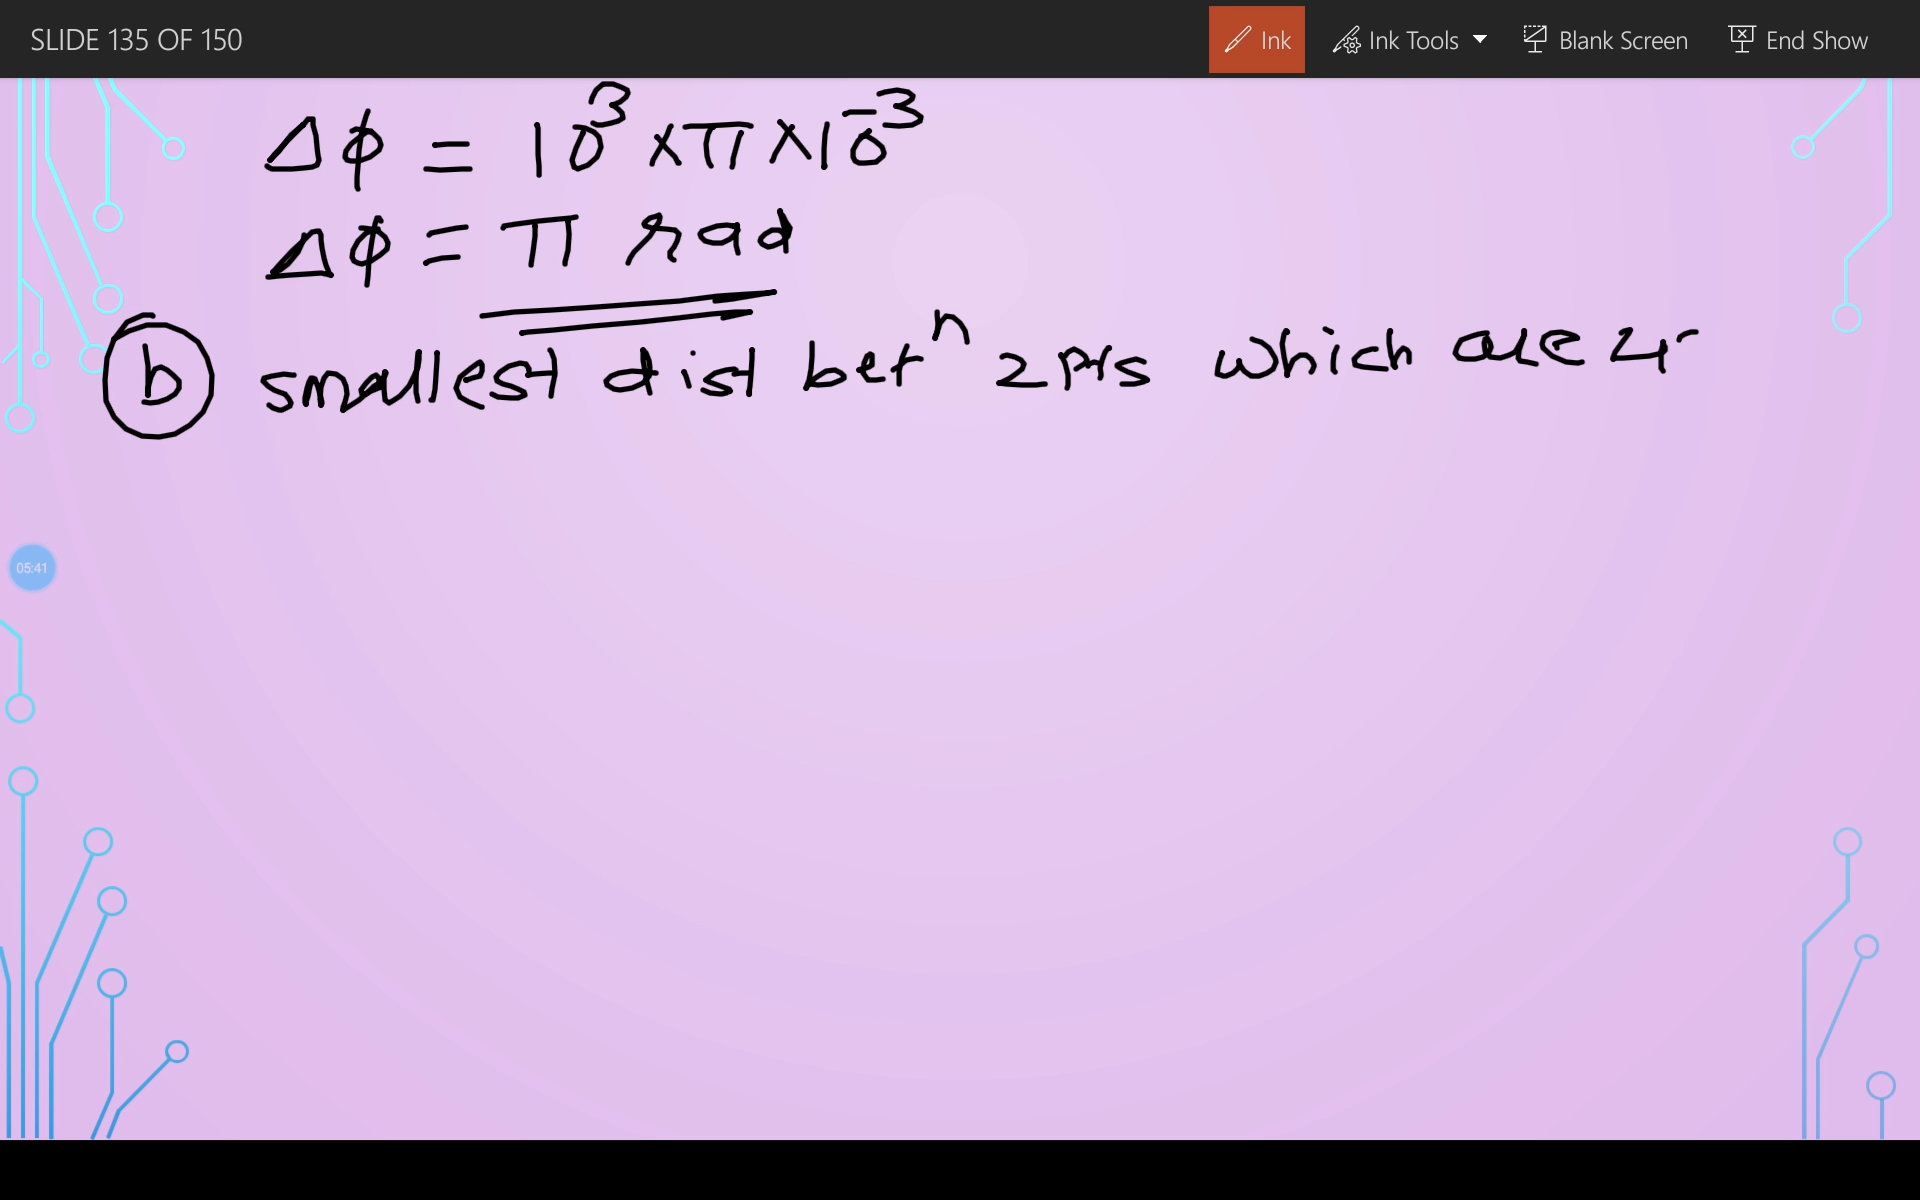 SLIDE 135 OF 150 Ink Ink Tools Blank Screen End Show
Δϕ = 10³ × π × 10⁻³
Δϕ = π rad
b smallest dist betⁿ 2 pts which are 45
05:41